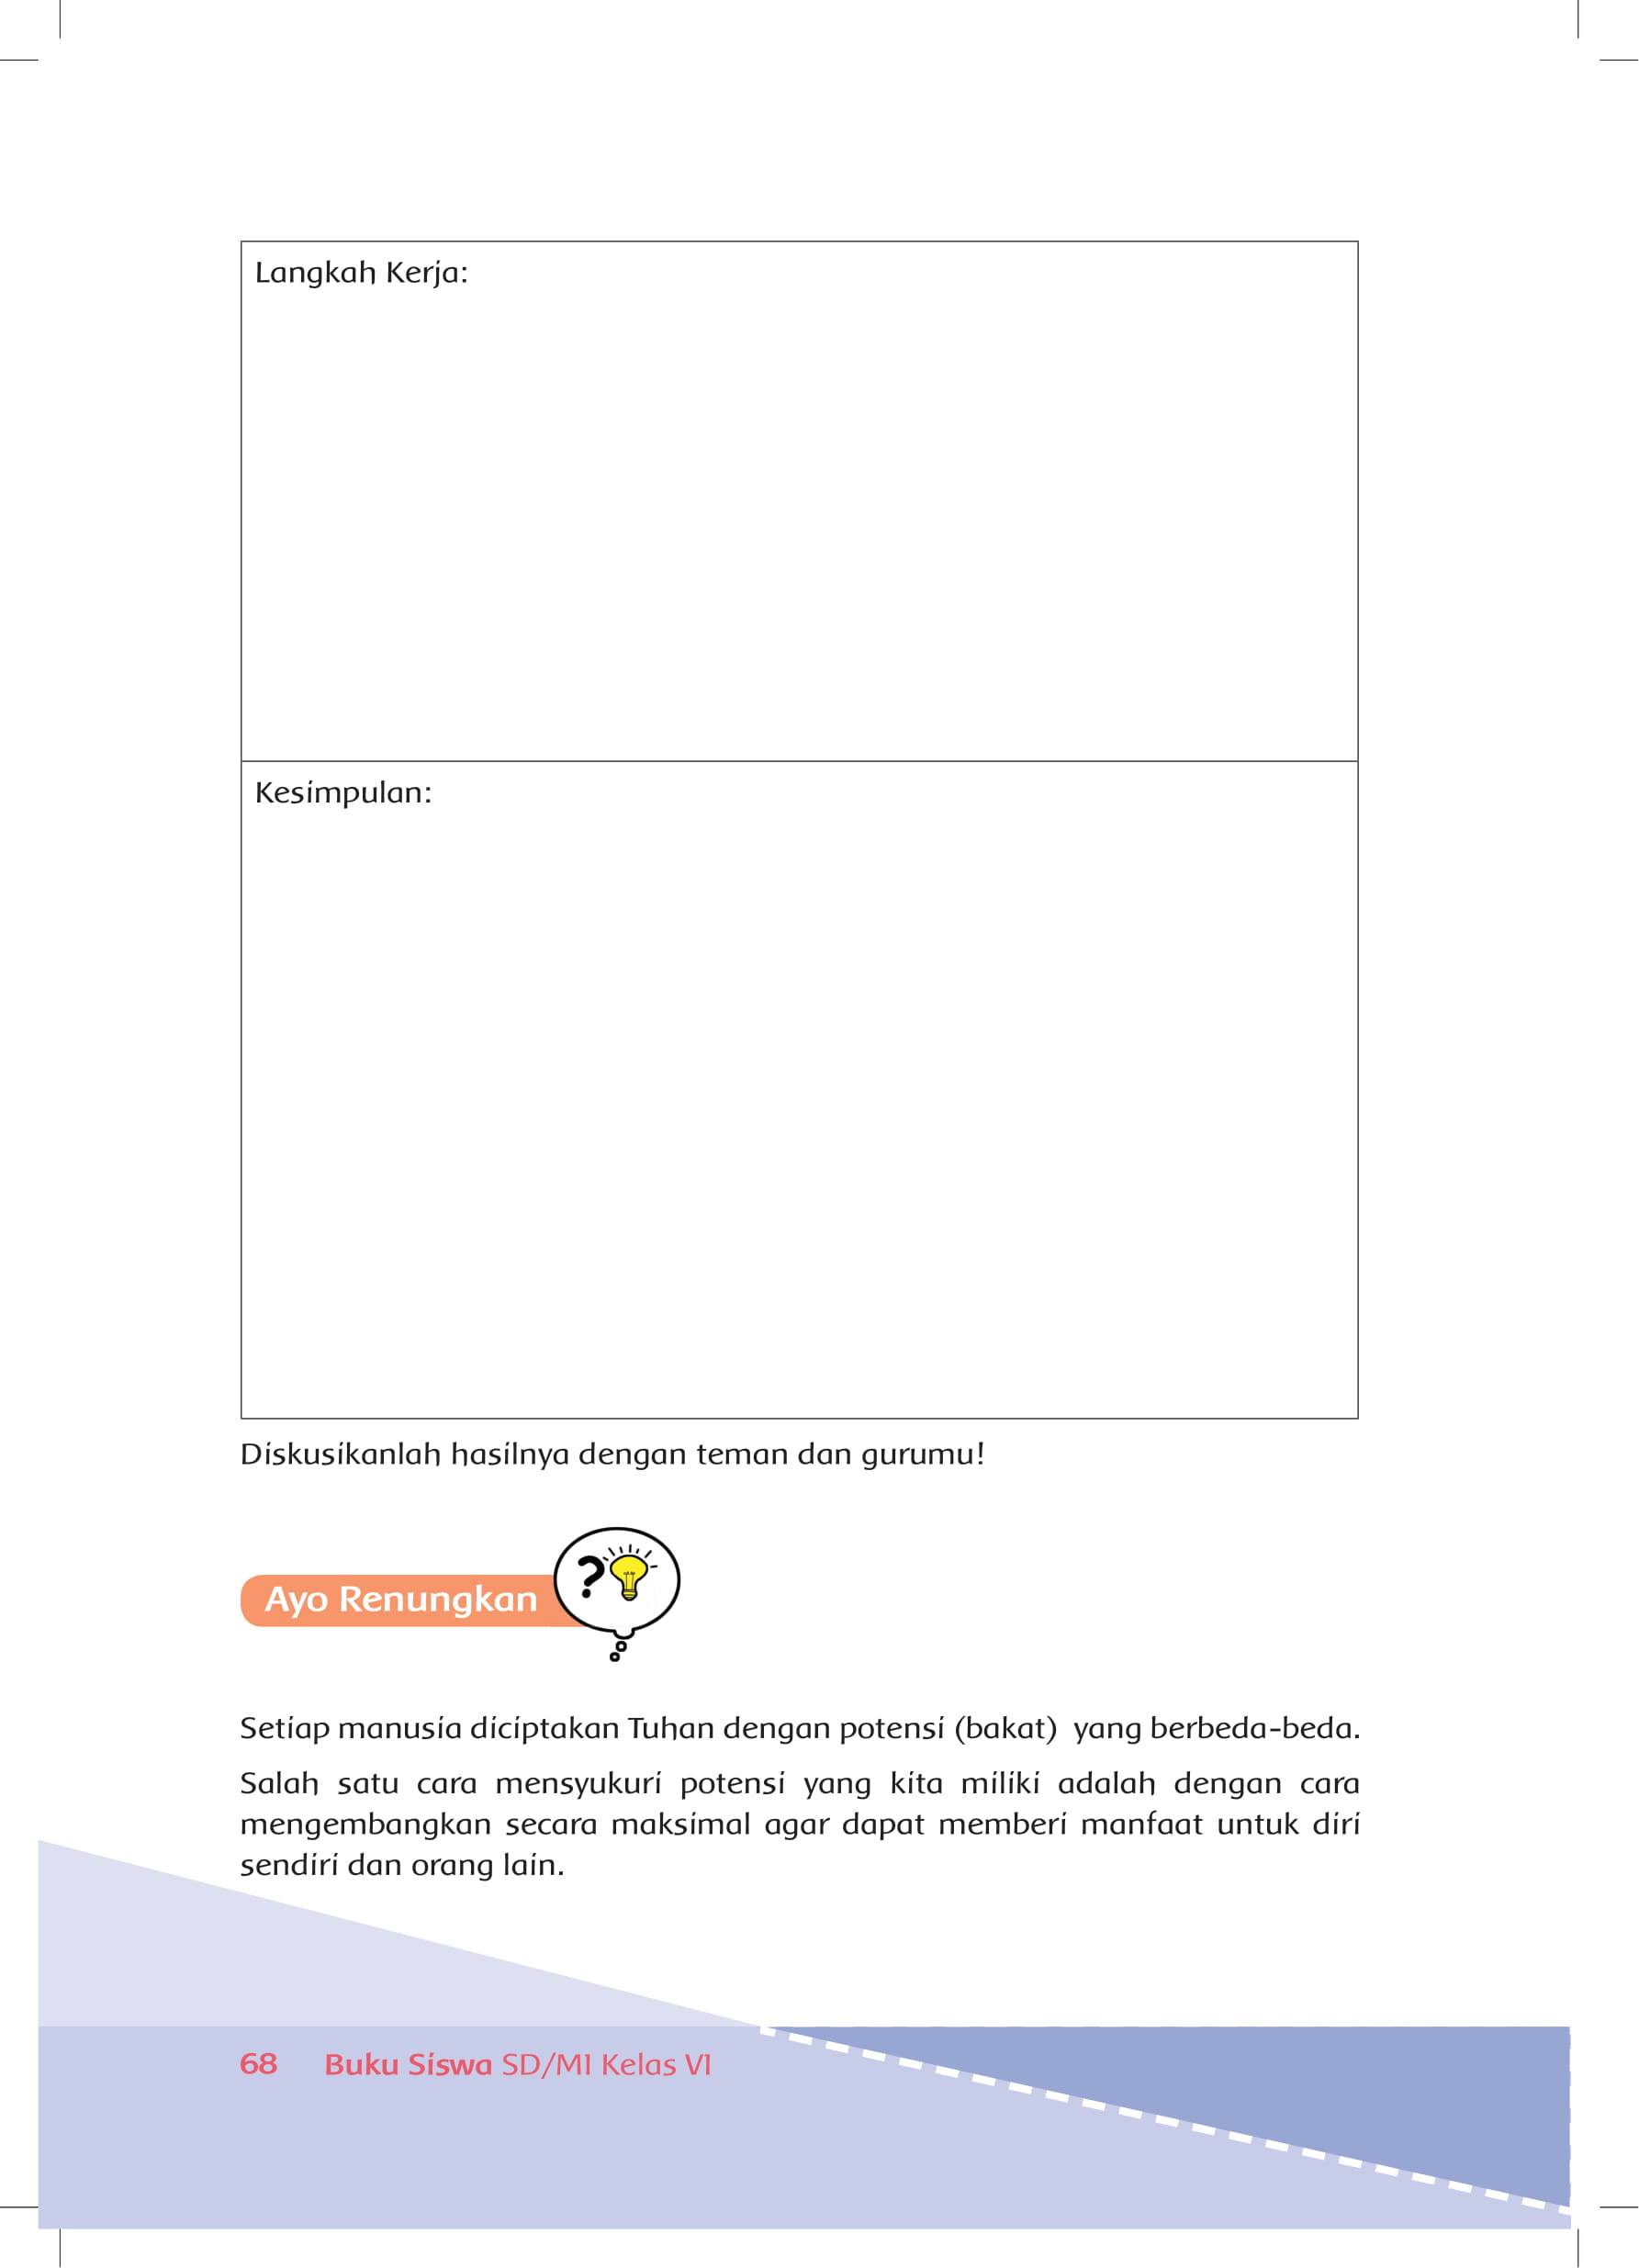 Langkah Kerja:
Kesimpulan:
Diskusikanlah hasilnya dengan teman dan gurumu!
Ayo Renungkan
?
Setiap manusia diciptakan Tuhan dengan potensi (bakat) yang berbeda-beda.
Salah satu cara mensyukuri potensi yang kita miliki adalah dengan cara
mengembangkan secara maksimal agar dapat memberi manfaat untuk diri
sendiri dan orang lain.
68 Buku Siswa SD/MI Kelas VI